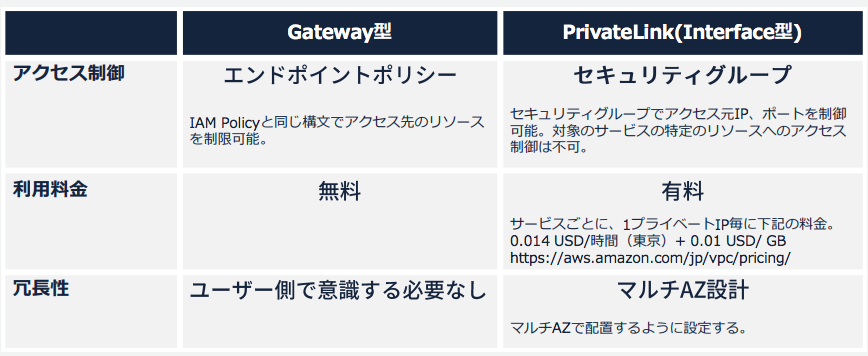 Gateway型
PrivateLink(Interface型)
アクセス制御
エンドポイントポリシー
IAM Policyと同じ構文でアクセス先のリソース
を制限可能。
セキュリティグループ
セキュリティグループでアクセス元IP、ポートを制御
可能。対象のサービスの特定のリソースへのアクセス
制御は不可。
利用料金
無料
有料
サービスごとに、1プライベートIP毎に下記の料金。
0.014 USD/時間（東京）+ 0.01 USD/ GB
https://aws.amazon.com/jp/vpc/pricing/
冗長性
ユーザー側で意識する必要なし
マルチAZ設計
マルチAZで配置するように設定する。